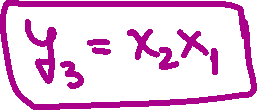 y₃ = x₂x₁